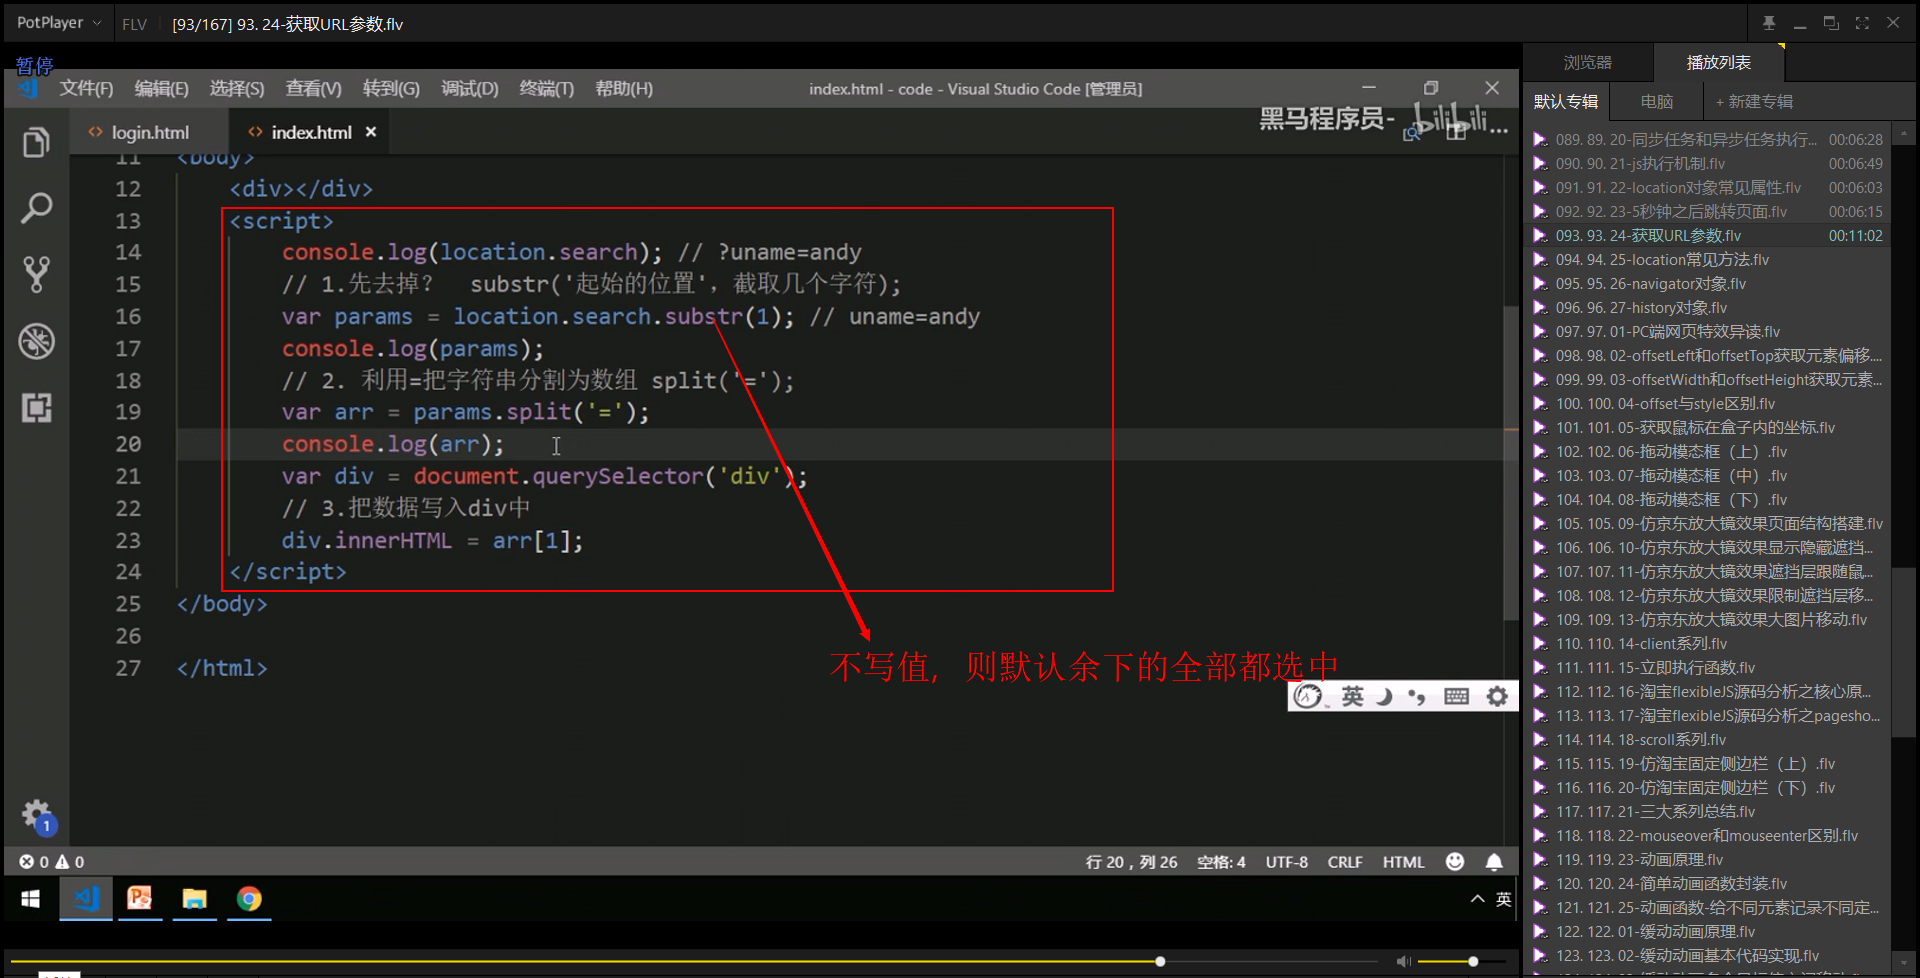 PotPlayer FLV [93/167] 93. 24-获取URL参数.flv
暂停
文件(F) 编辑(E) 选择(S) 查看(V) 转到(G) 调试(D) 终端(T) 帮助(H) index.html - code - Visual Studio Code [管理员]
login.html index.html
黑马程序员- bilibili
11 <body>
12 <div></div>
13 <script>
14 console.log(location.search); // ?uname=andy
15 // 1.先去掉？ substr('起始的位置'，截取几个字符);
16 var params = location.search.substr(1); // uname=andy
17 console.log(params);
18 // 2. 利用=把字符串分割为数组 split('=');
19 var arr = params.split('=');
20 console.log(arr);
21 var div = document.querySelector('div');
22 // 3.把数据写入div中
23 div.innerHTML = arr[1];
24 </script>
25 </body>
26
27 </html>
不写值，则默认余下的全部都选中
英
1
0 0 行 20，列 26 空格: 4 UTF-8 CRLF HTML
英
浏览器 播放列表
默认专辑 电脑 + 新建专辑
089. 89. 20-同步任务和异步任务执行... 00:06:28
090. 90. 21-js执行机制.flv 00:06:49
091. 91. 22-location对象常见属性.flv 00:06:03
092. 92. 23-5秒钟之后跳转页面.flv 00:06:15
093. 93. 24-获取URL参数.flv 00:11:02
094. 94. 25-location常见方法.flv
095. 95. 26-navigator对象.flv
096. 96. 27-history对象.flv
097. 97. 01-PC端网页特效导读.flv
098. 98. 02-offsetLeft和offsetTop获取元素偏移....
099. 99. 03-offsetWidth和offsetHeight获取元素...
100. 100. 04-offset与style区别.flv
101. 101. 05-获取鼠标在盒子内的坐标.flv
102. 102. 06-拖动模态框（上）.flv
103. 103. 07-拖动模态框（中）.flv
104. 104. 08-拖动模态框（下）.flv
105. 105. 09-仿京东放大镜效果页面结构搭建.flv
106. 106. 10-仿京东放大镜效果显示隐藏遮挡...
107. 107. 11-仿京东放大镜效果遮挡层跟随鼠...
108. 108. 12-仿京东放大镜效果限制遮挡层移...
109. 109. 13-仿京东放大镜效果大图片移动.flv
110. 110. 14-client系列.flv
111. 111. 15-立即执行函数.flv
112. 112. 16-淘宝flexibleJS源码分析之核心原...
113. 113. 17-淘宝flexibleJS源码分析之pagesho...
114. 114. 18-scroll系列.flv
115. 115. 19-仿淘宝固定侧边栏（上）.flv
116. 116. 20-仿淘宝固定侧边栏（下）.flv
117. 117. 21-三大系列总结.flv
118. 118. 22-mouseover和mouseenter区别.flv
119. 119. 23-动画原理.flv
120. 120. 24-简单动画函数封装.flv
121. 121. 25-动画函数-给不同元素记录不同定...
122. 122. 01-缓动动画原理.flv
123. 123. 02-缓动动画基本代码实现.flv